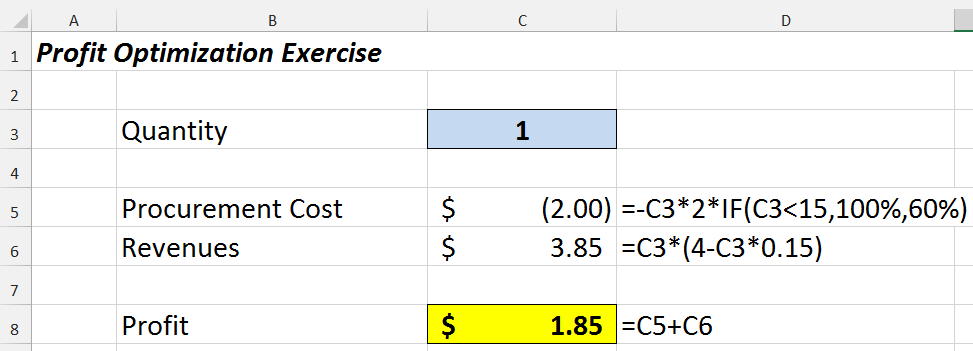 A B C D
1 Profit Optimization Exercise
2
3 Quantity 1
4
5 Procurement Cost $ (2.00) =-C3*2*IF(C3<15,100%,60%)
6 Revenues $ 3.85 =C3*(4-C3*0.15)
7
8 Profit $ 1.85 =C5+C6